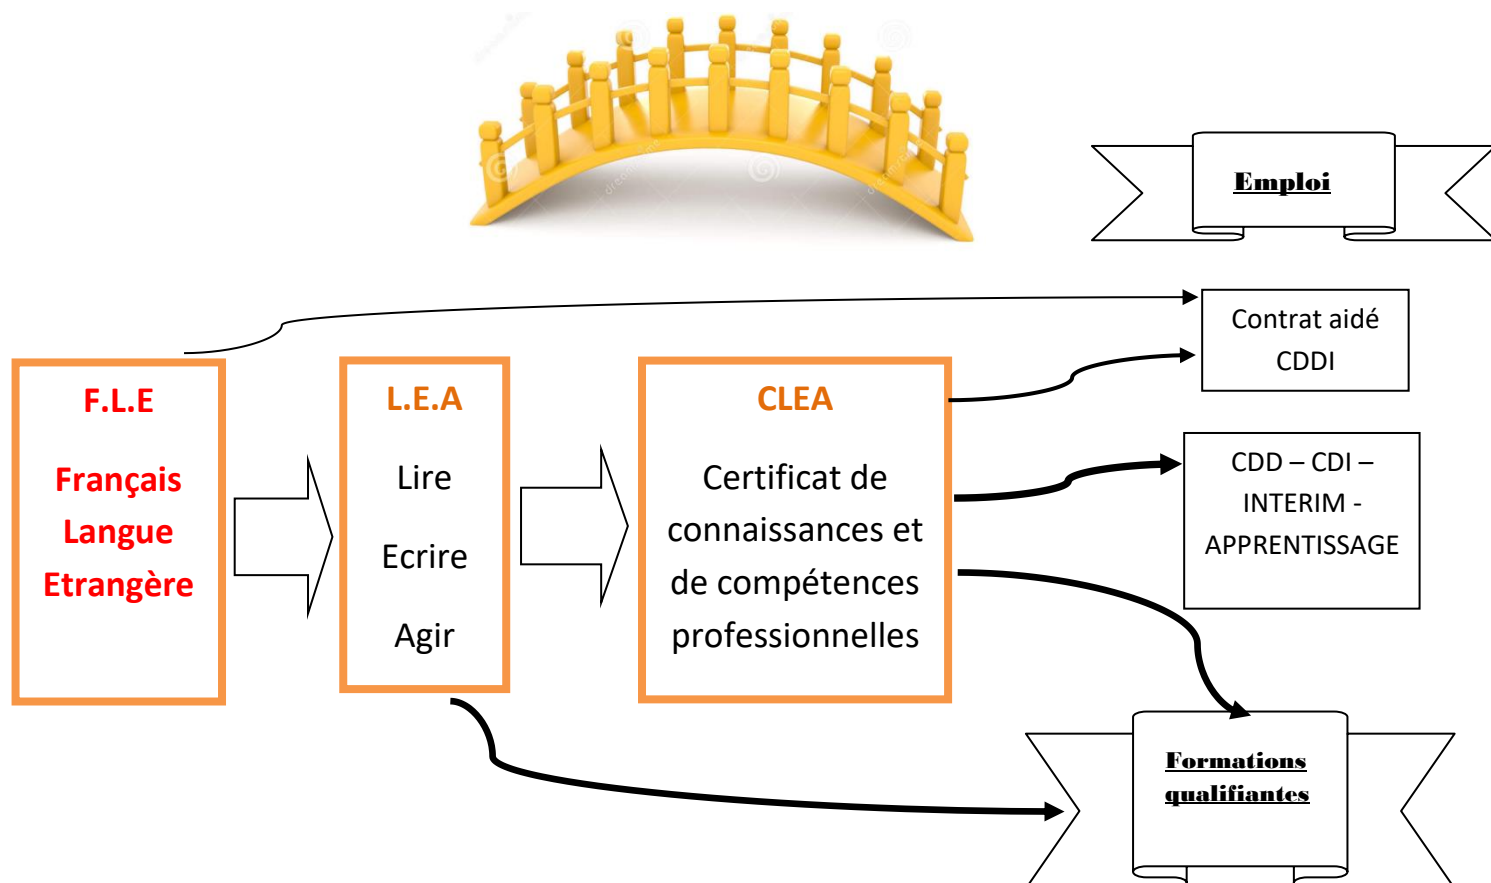 Emploi
Contrat aidé
CDDI
F.L.E
Français
Langue
Etrangère
L.E.A
Lire
Ecrire
Agir
CLEA
Certificat de
connaissances et
de compétences
professionnelles
CDD – CDI –
INTERIM -
APPRENTISSAGE
Formations
qualifiantes